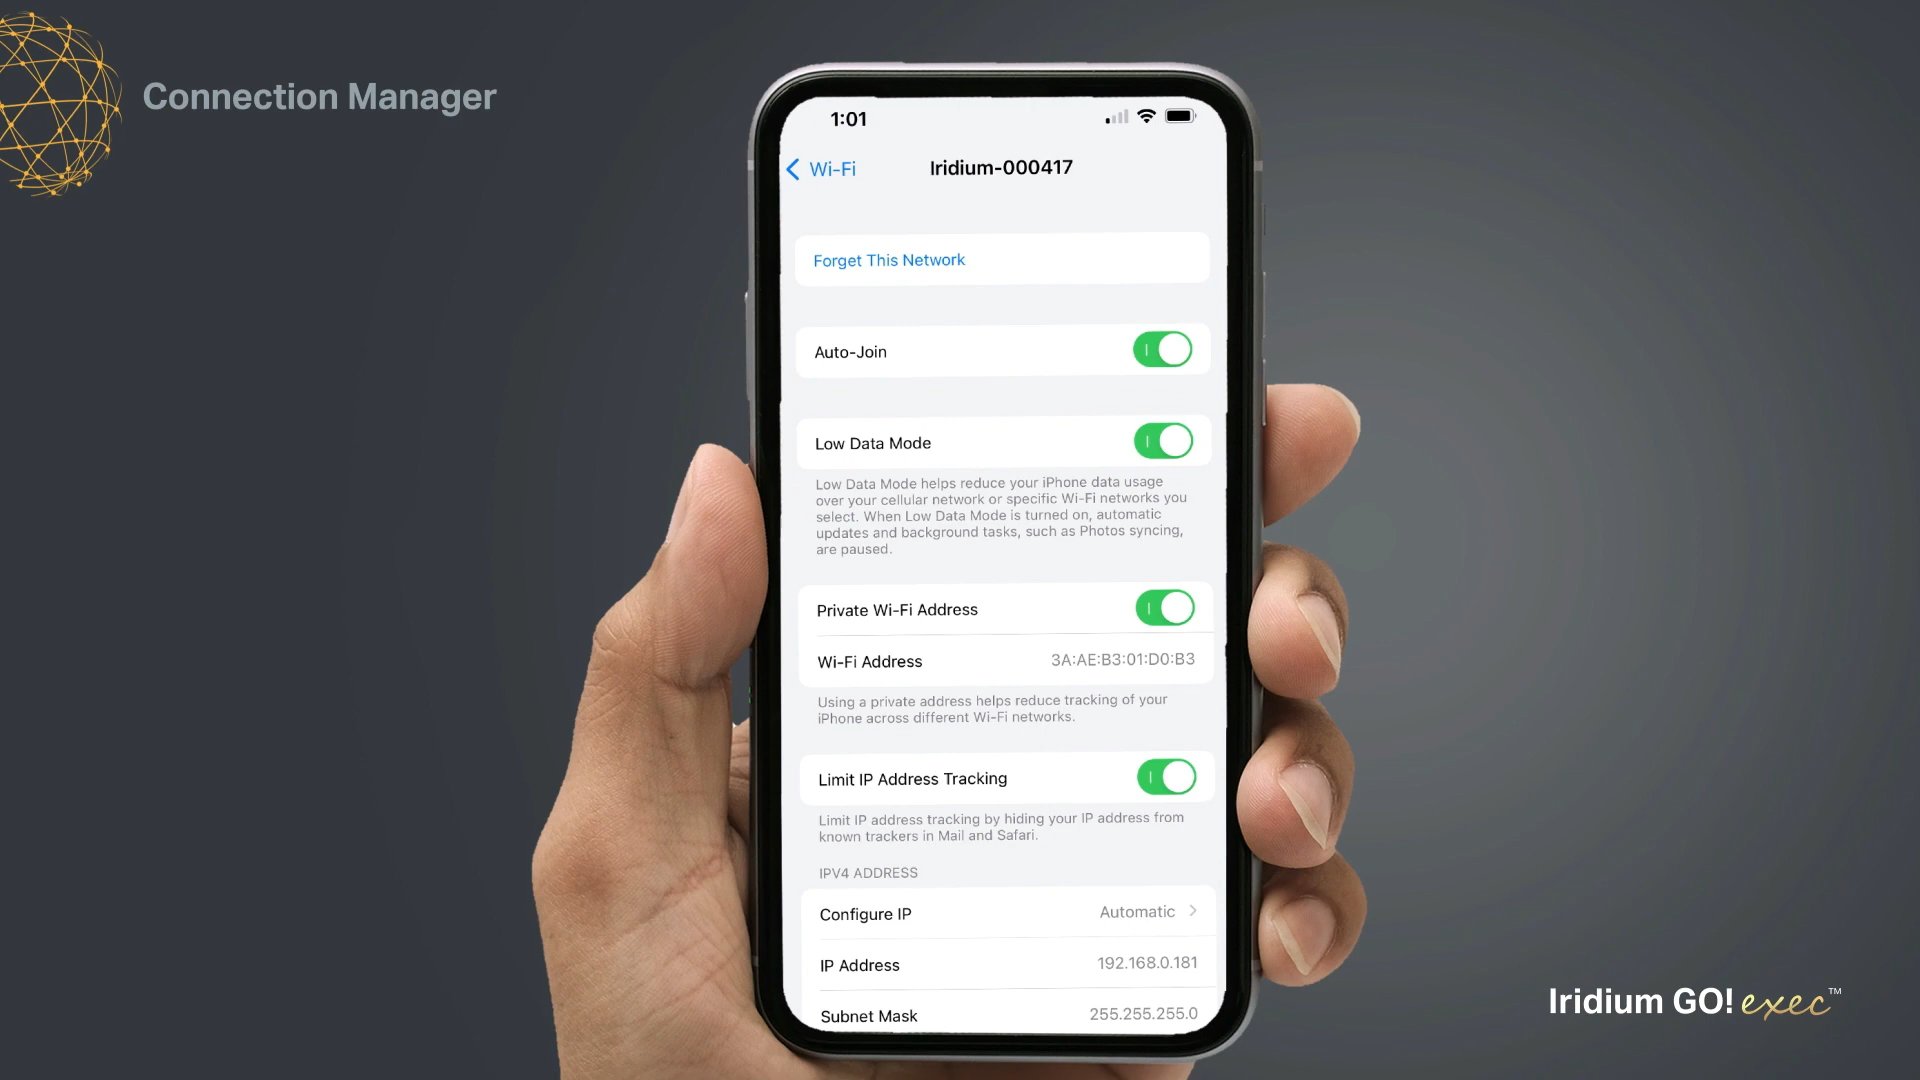 Connection Manager
1:01
Wi-Fi
Iridium-000417
Forget This Network
Auto-Join
Low Data Mode
Low Data Mode helps reduce your iPhone data usage
over your cellular network or specific Wi-Fi networks you
select. When Low Data Mode is turned on, automatic
updates and background tasks, such as Photos syncing,
are paused.
Private Wi-Fi Address
Wi-Fi Address 3A:AE:B3:01:D0:B3
Using a private address helps reduce tracking of your
iPhone across different Wi-Fi networks.
Limit IP Address Tracking
Limit IP address tracking by hiding your IP address from
known trackers in Mail and Safari.
IPV4 ADDRESS
Configure IP Automatic
IP Address 192.168.0.181
Subnet Mask 255.255.255.0
Iridium GO! exec™